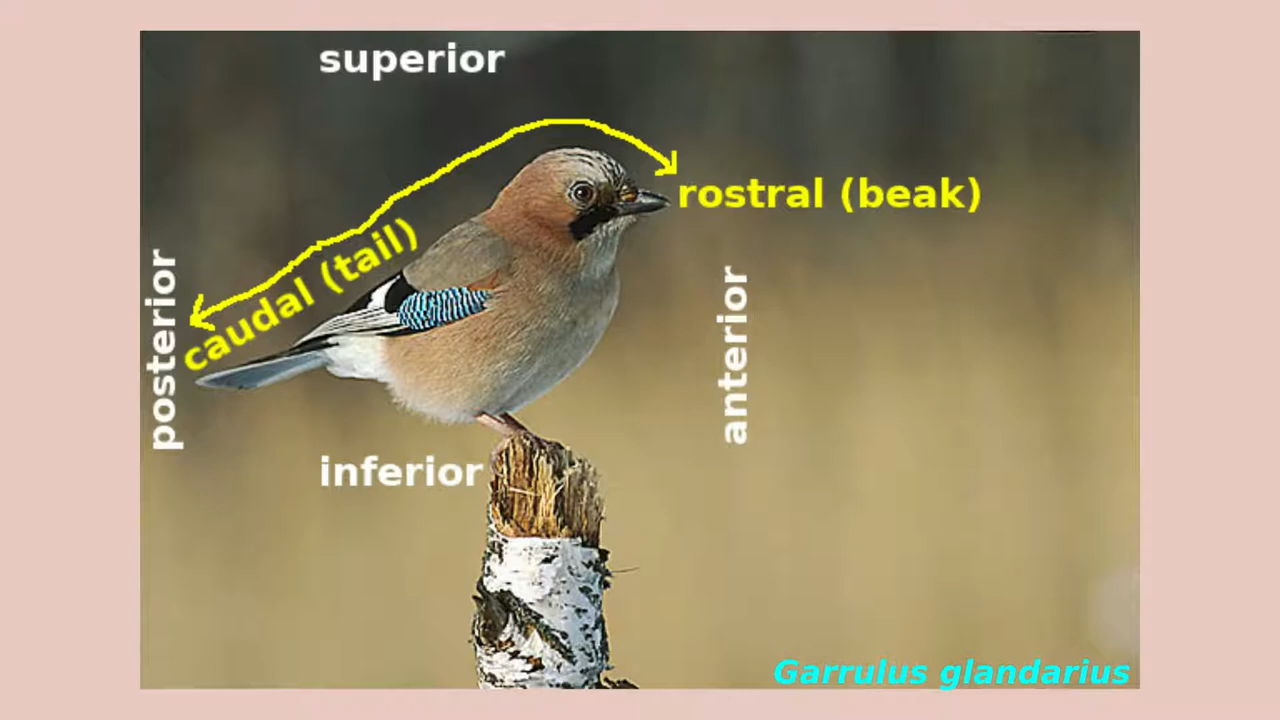 superior
rostral (beak)
caudal (tail)
posterior
anterior
inferior
Garrulus glandarius